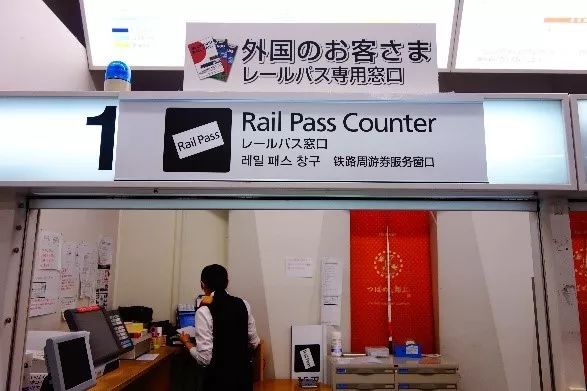 外国のお客さま
レールパス専用窓口
1
Rail Pass
Rail Pass Counter
レールパス窓口
레일 패스 창구 铁路周游券服务窗口